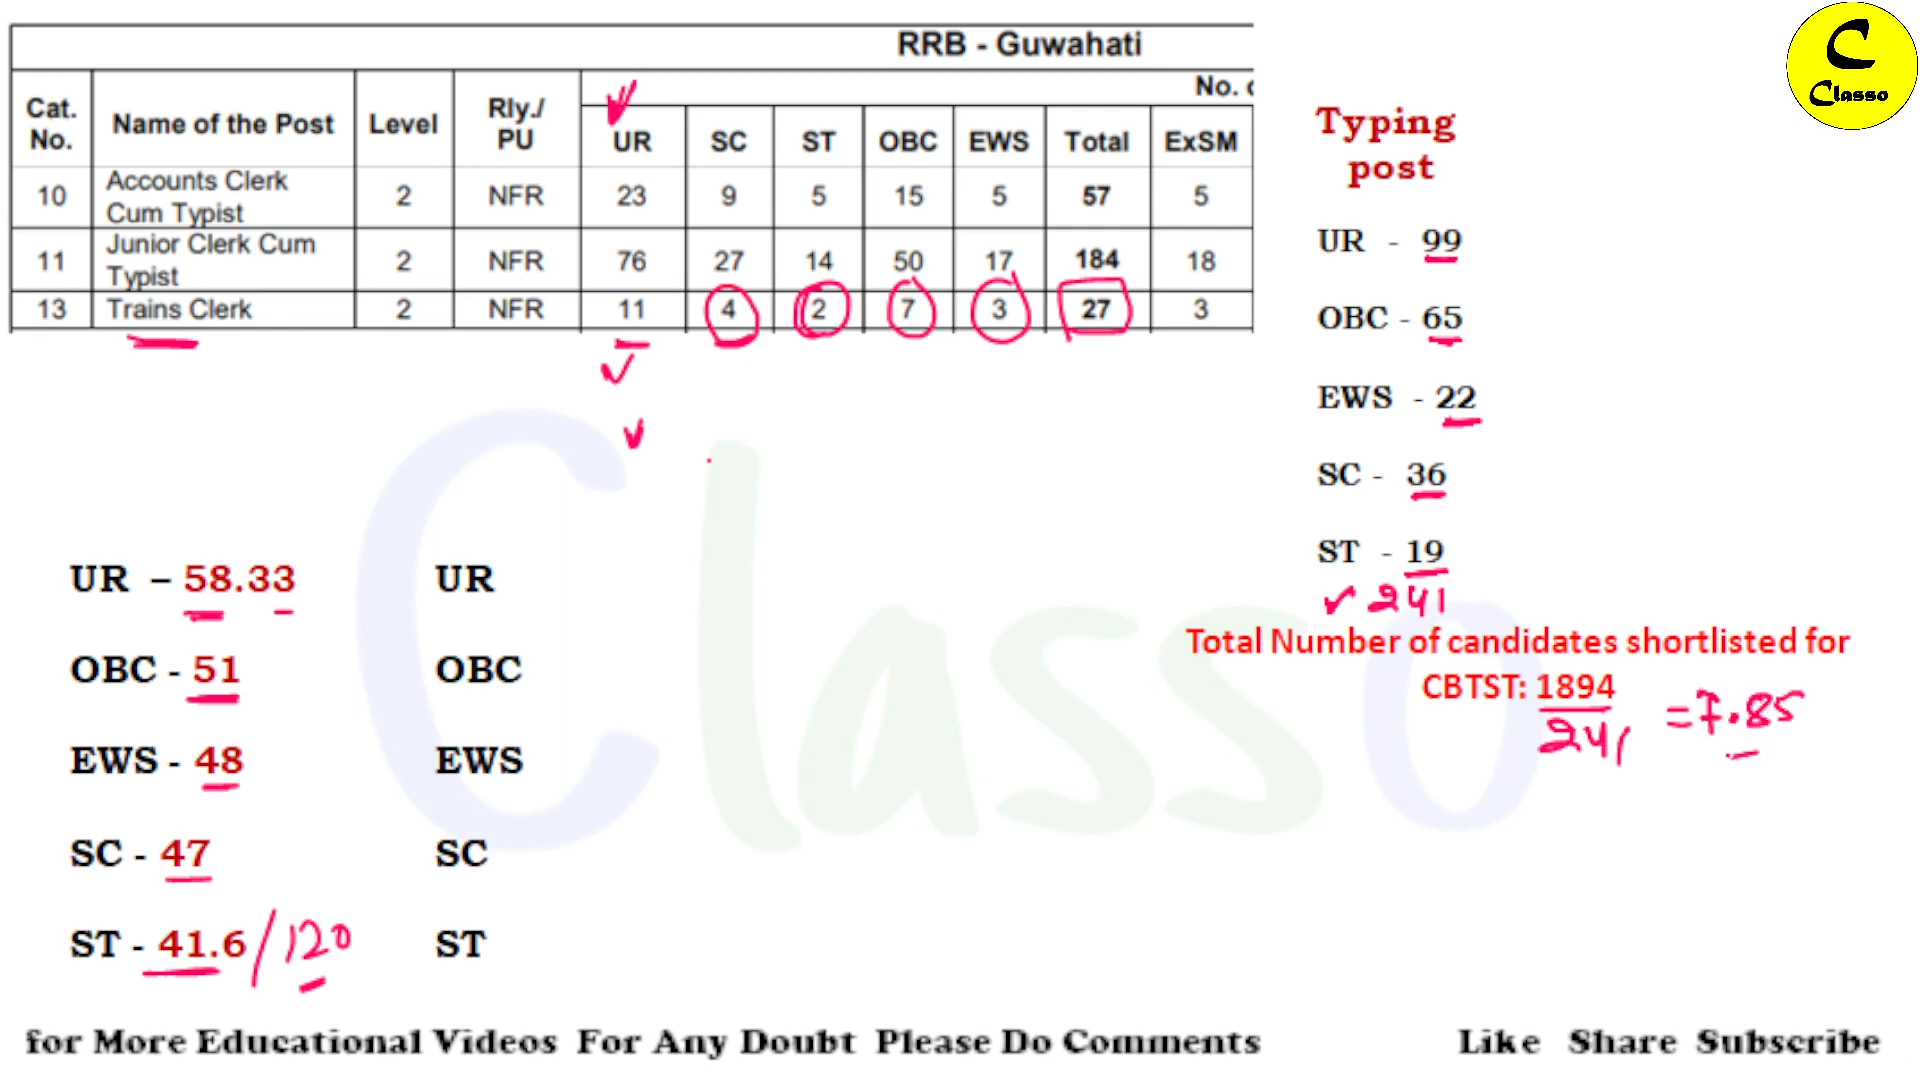 RRB - Guwahati
No. o
Cat. No. Name of the Post Level Rly./ PU UR SC ST OBC EWS Total ExSM
10 Accounts Clerk Cum Typist 2 NFR 23 9 5 15 5 57 5
11 Junior Clerk Cum Typist 2 NFR 76 27 14 50 17 184 18
13 Trains Clerk 2 NFR 11 4 2 7 3 27 3
C
Classo
Typing
post
UR - 99
OBC - 65
EWS - 22
SC - 36
ST - 19
241
Total Number of candidates shortlisted for
CBTST: 1894
241 = 7.85
UR – 58.33 UR
OBC - 51 OBC
EWS - 48 EWS
SC - 47 SC
ST - 41.6 /120 ST
Classo
for More Educational Videos For Any Doubt Please Do Comments Like Share Subscribe